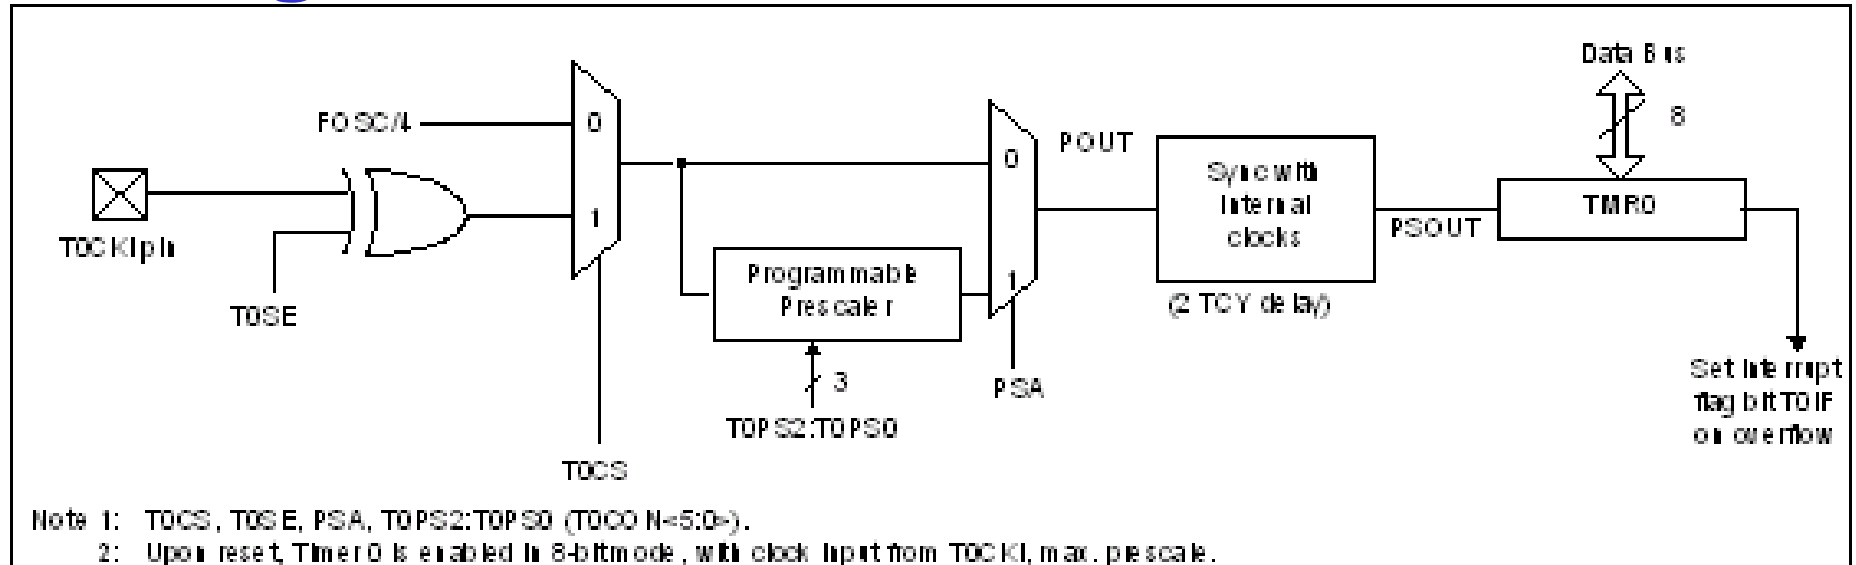 Data Bus
8
FOSC/4
0
1
T0CKI pin
T0SE
T0CS
Programmable
Prescaler
3
T0PS2:T0PS0
0
1
PSA
POUT
Sync with
Internal
clocks
(2 TCY delay)
PSOUT
TMR0
Set Interrupt
flag bit T0IF
on overflow
Note 1: T0CS, T0SE, PSA, T0PS2:T0PS0 (T0CON<5:0>).
2: Upon reset, Timer0 is enabled in 8-bit mode, with clock input from T0CKI, max. prescale.